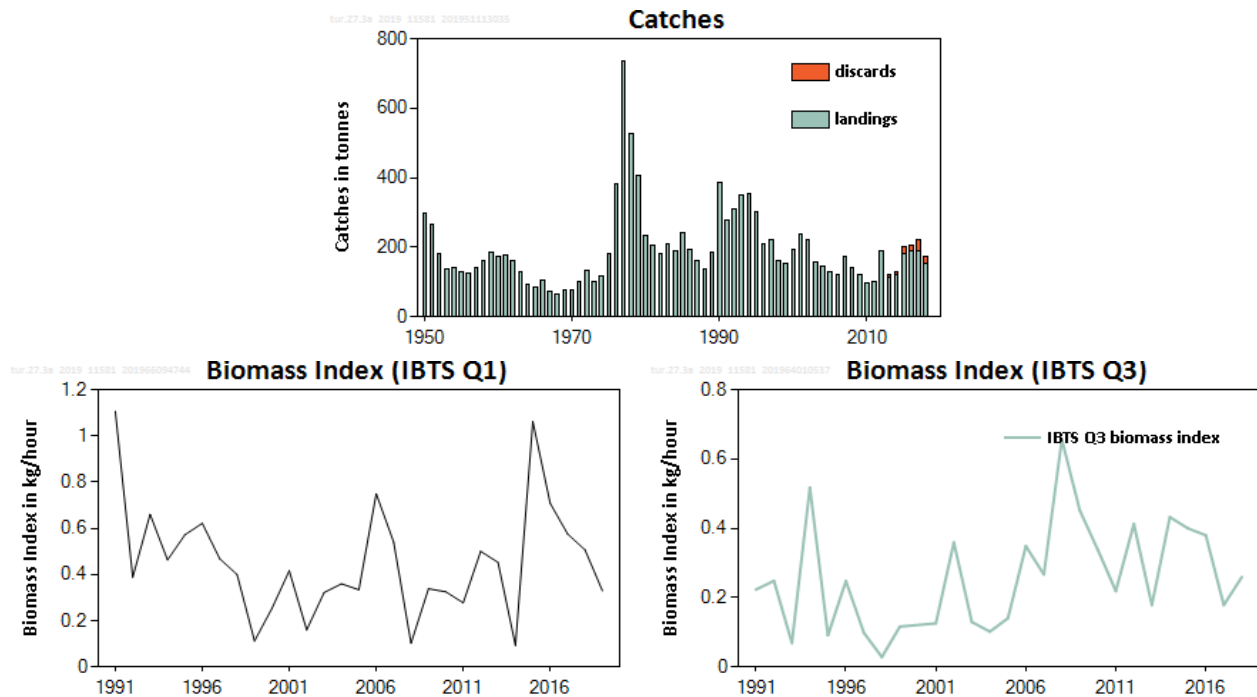 tur.27.3a 2019 11581 201951113035
Catches
800
600
400
200
0
Catches in tonnes
discards
landings
1950 1970 1990 2010
tur.27.3a 2019 11581 201966094744
Biomass Index (IBTS Q1)
1.2
1
0.8
0.6
0.4
0.2
0
Biomass Index in kg/hour
1991 1996 2001 2006 2011 2016
tur.27.3a 2019 11581 201964010537
Biomass Index (IBTS Q3)
0.8
0.6
0.4
0.2
0
Biomass Index in kg/hour
IBTS Q3 biomass index
1991 1996 2001 2006 2011 2016